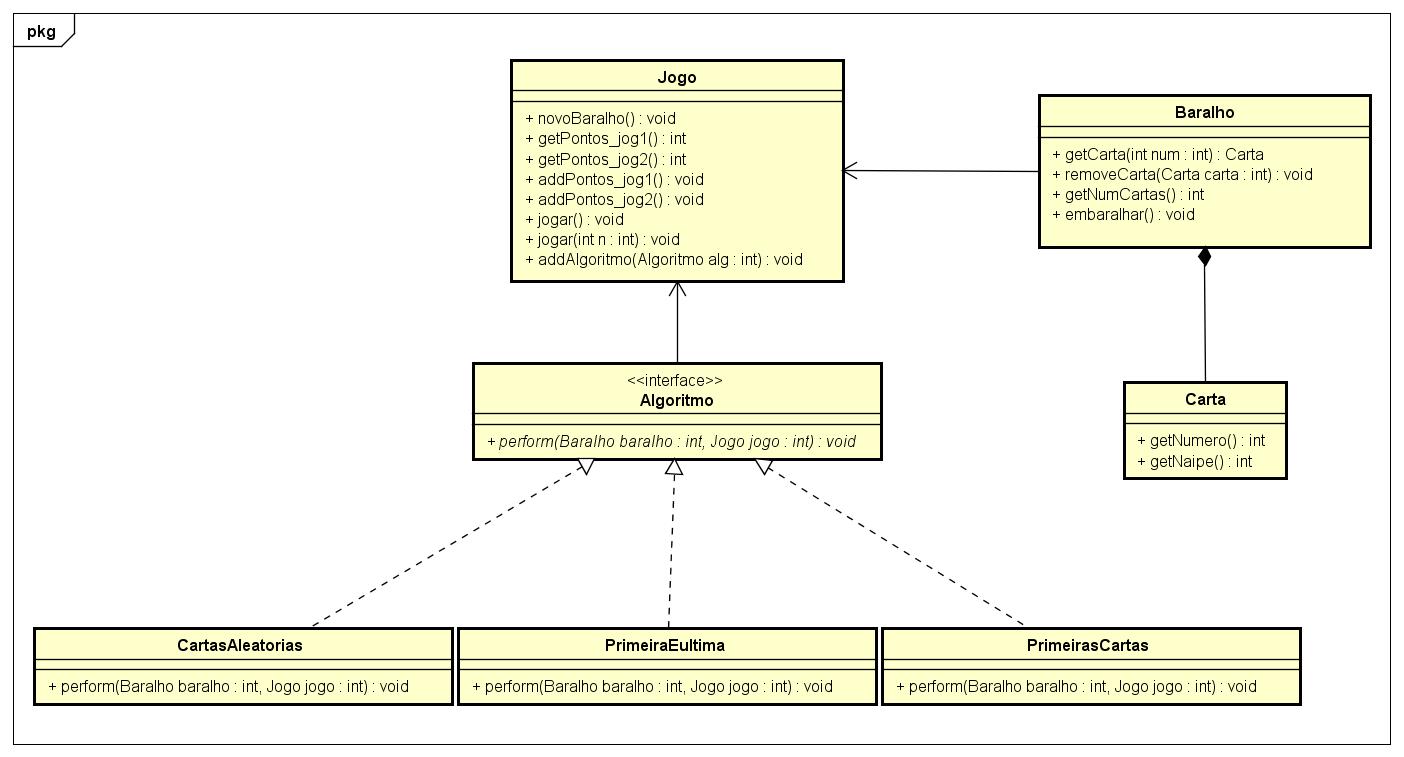 pkg
Jogo
+ novoBaralho() : void
+ getPontos_jog1() : int
+ getPontos_jog2() : int
+ addPontos_jog1() : void
+ addPontos_jog2() : void
+ jogar() : void
+ jogar(int n : int) : void
+ addAlgoritmo(Algoritmo alg : int) : void
Baralho
+ getCarta(int num : int) : Carta
+ removeCarta(Carta carta : int) : void
+ getNumCartas() : int
+ embaralhar() : void
<<interface>>
Algoritmo
+ perform(Baralho baralho : int, Jogo jogo : int) : void
Carta
+ getNumero() : int
+ getNaipe() : int
CartasAleatorias
+ perform(Baralho baralho : int, Jogo jogo : int) : void
PrimeiraEultima
+ perform(Baralho baralho : int, Jogo jogo : int) : void
PrimeirasCartas
+ perform(Baralho baralho : int, Jogo jogo : int) : void